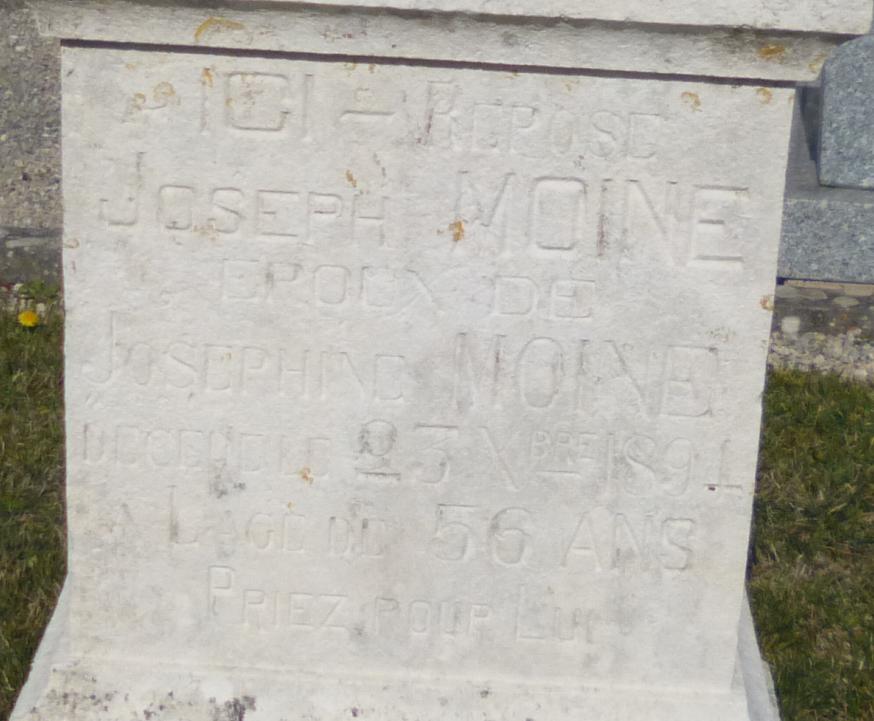 ICI – REPOSE
JOSEPH MOINE
EPOUX DE
JOSEPHINE MOINE
DECEDE LE 23 XBRE 1891
A L'AGE DE 56 ANS
PRIEZ POUR LUI